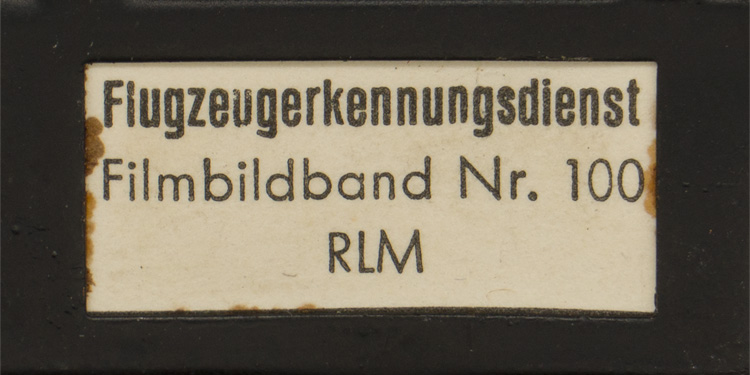 Flugzeugerkennungsdienst
Filmbildband Nr. 100
RLM